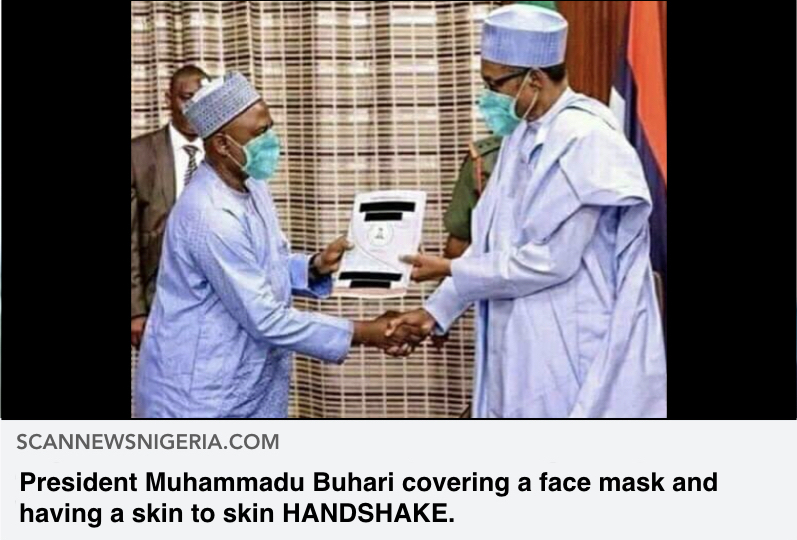 SCANNEWSNIGERIA.COM
President Muhammadu Buhari covering a face mask and
having a skin to skin HANDSHAKE.